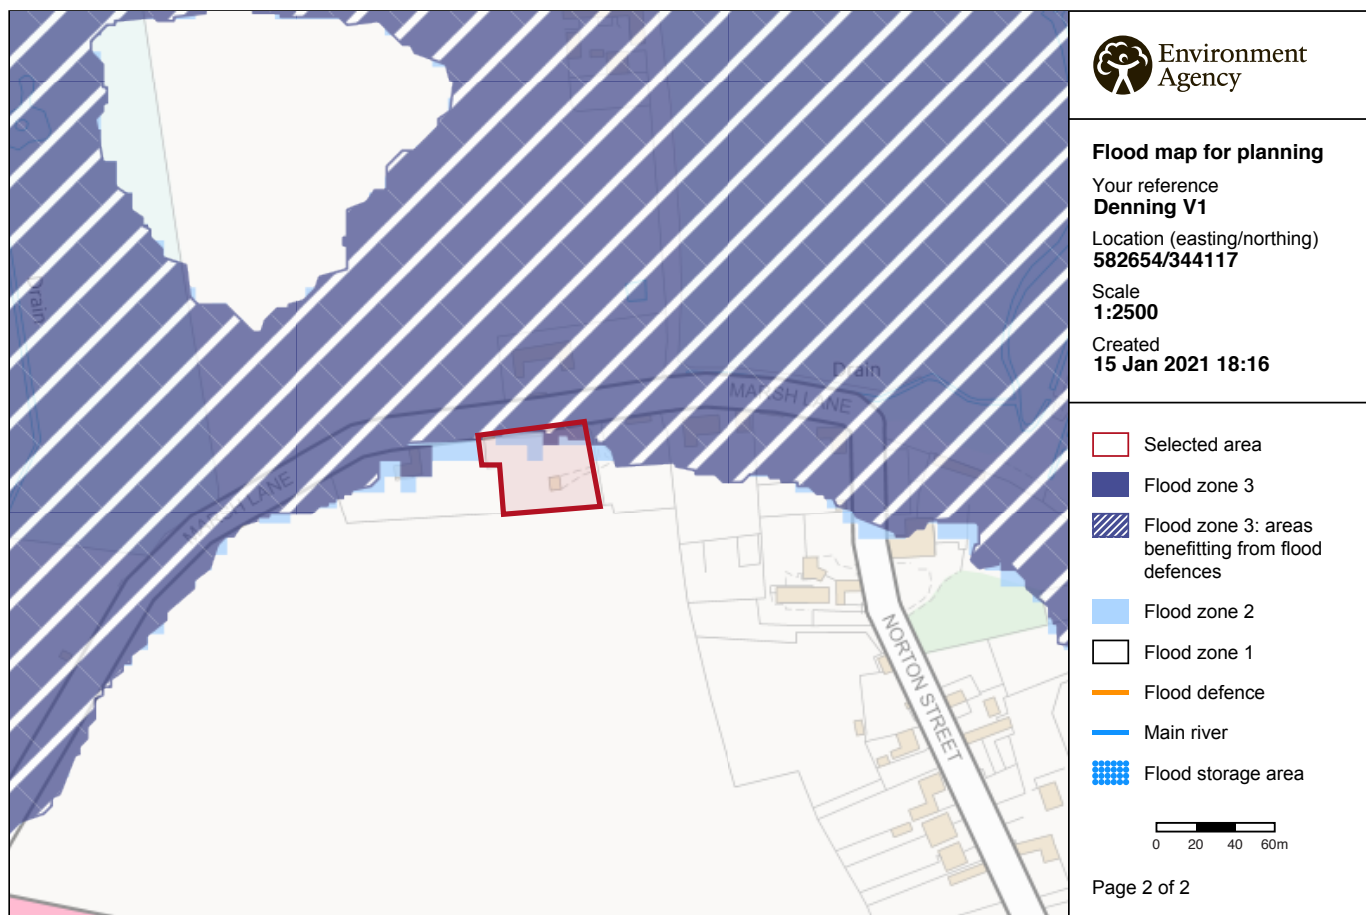 Drain
Drain
MARSH LANE
MARSH LANE
NORTON STREET
Environment
Agency
Flood map for planning
Your reference
Denning V1
Location (easting/northing)
582654/344117
Scale
1:2500
Created
15 Jan 2021 18:16
Selected area
Flood zone 3
Flood zone 3: areas
benefitting from flood
defences
Flood zone 2
Flood zone 1
Flood defence
Main river
Flood storage area
0 20 40 60m
Page 2 of 2